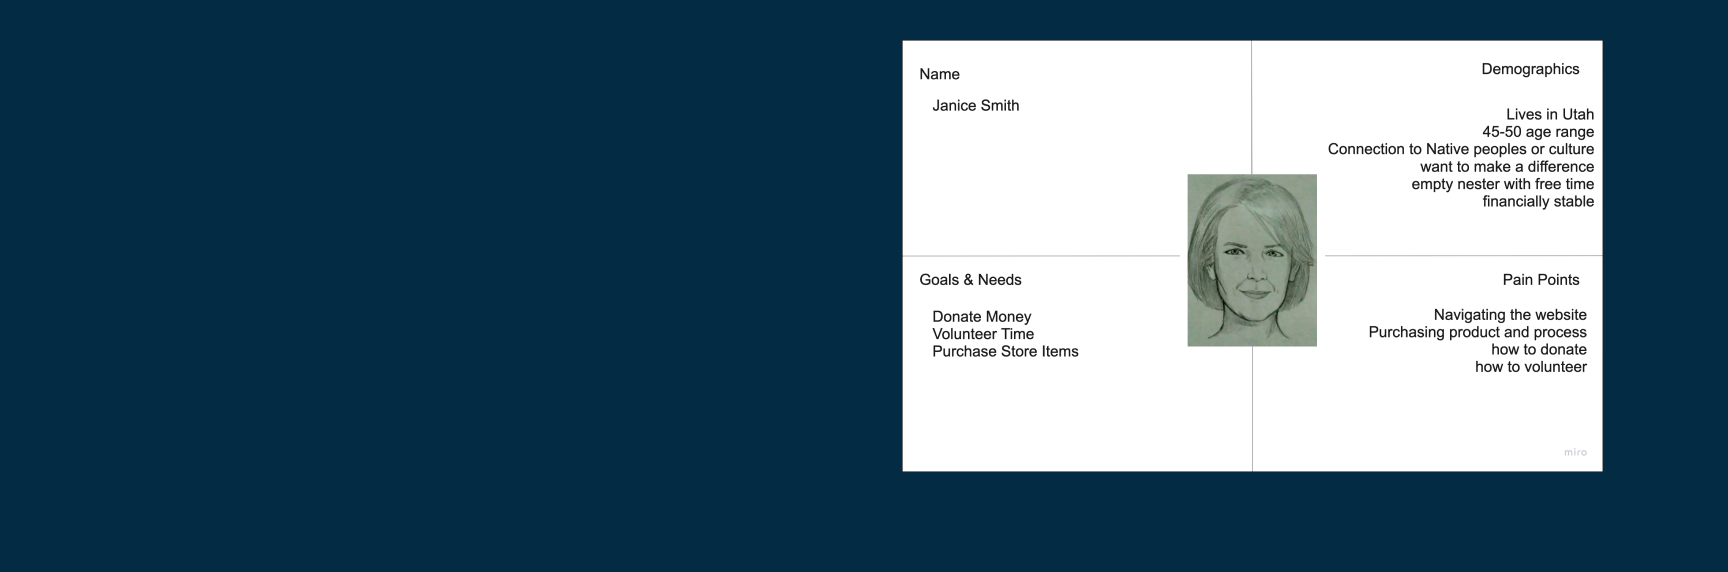 Name
Janice Smith
Demographics
Lives in Utah
45-50 age range
Connection to Native peoples or culture
want to make a difference
empty nester with free time
financially stable
Goals & Needs
Donate Money
Volunteer Time
Purchase Store Items
Pain Points
Navigating the website
Purchasing product and process
how to donate
how to volunteer
miro